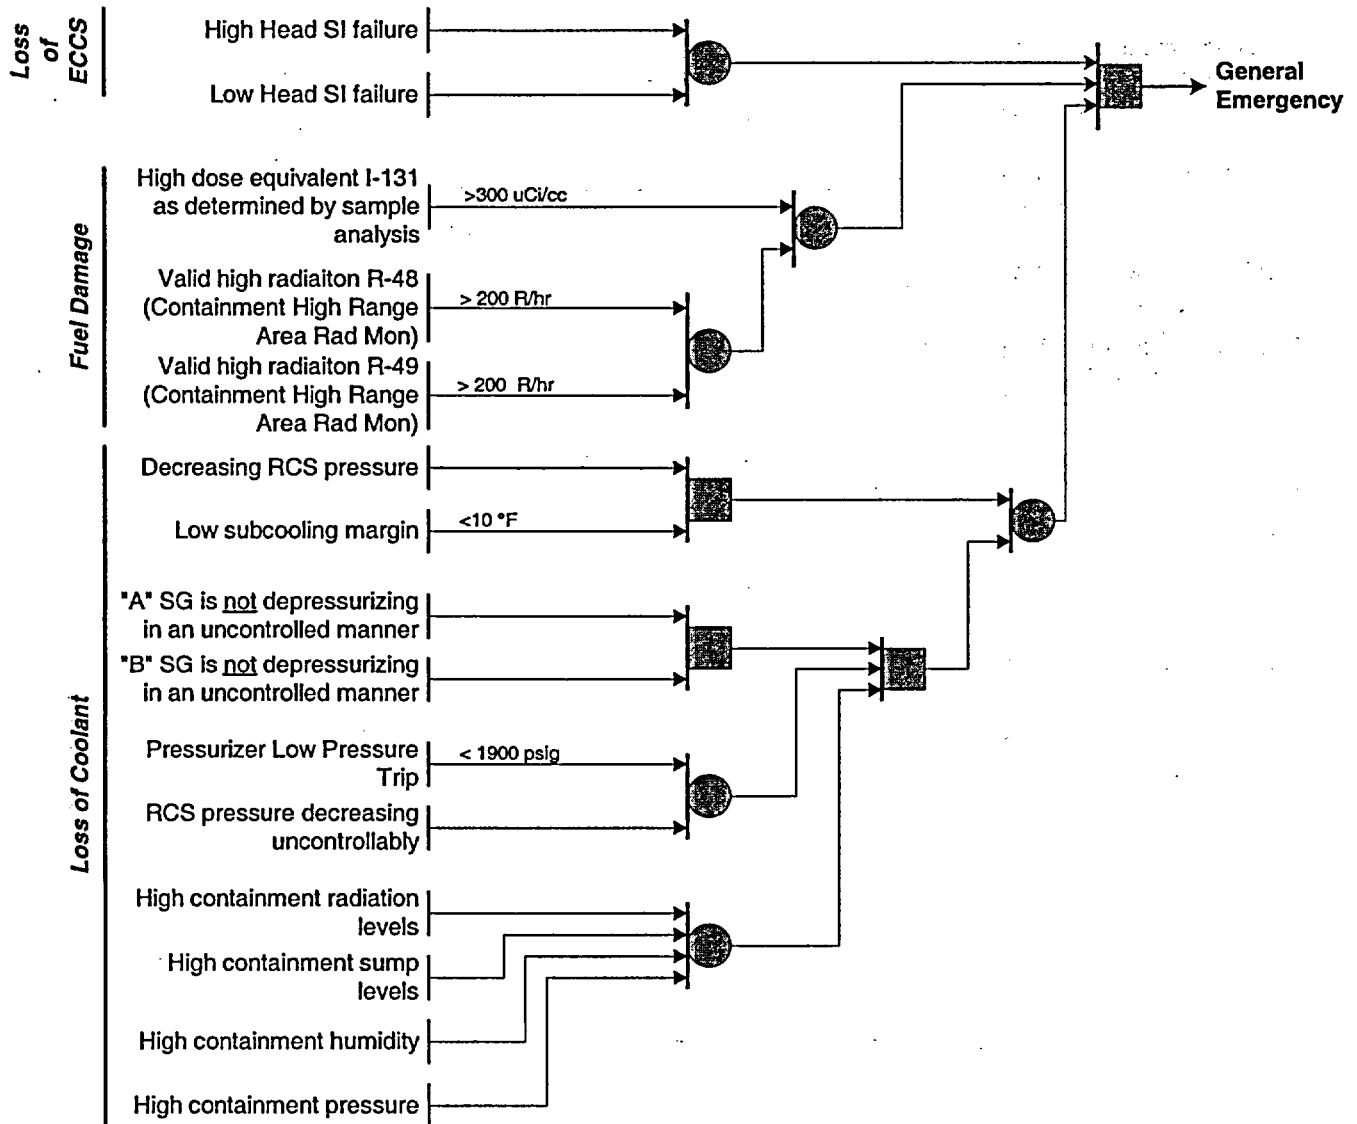 Loss
of
ECCS
High Head SI failure
Low Head SI failure
General
Emergency
Fuel Damage
High dose equivalent I-131
as determined by sample
analysis
>300 uCi/cc
Valid high radiaiton R-48
(Containment High Range
Area Rad Mon)
> 200 R/hr
Valid high radiaiton R-49
(Containment High Range
Area Rad Mon)
> 200 R/hr
Loss of Coolant
Decreasing RCS pressure
Low subcooling margin
<10 °F
"A" SG is not depressurizing
in an uncontrolled manner
"B" SG is not depressurizing
in an uncontrolled manner
Pressurizer Low Pressure
Trip
< 1900 psig
RCS pressure decreasing
uncontrollably
High containment radiation
levels
High containment sump
levels
High containment humidity
High containment pressure